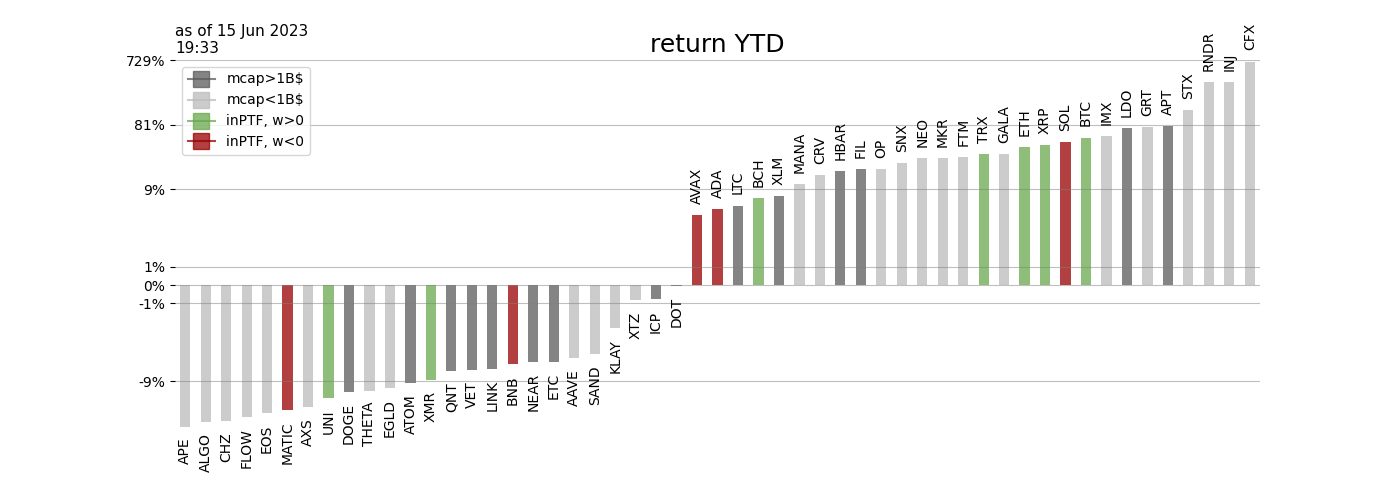 as of 15 Jun 2023
19:33
return YTD
729%
81%
9%
1%
0%
-1%
-9%
mcap>1B$
mcap<1B$
inPTF, w>0
inPTF, w<0
APE
ALGO
CHZ
FLOW
EOS
MATIC
AXS
UNI
DOGE
THETA
EGLD
ATOM
XMR
QNT
VET
LINK
BNB
NEAR
ETC
AAVE
SAND
KLAY
XTZ
ICP
DOT
AVAX
ADA
LTC
BCH
XLM
MANA
CRV
HBAR
FIL
OP
SNX
NEO
MKR
FTM
TRX
GALA
ETH
XRP
SOL
BTC
IMX
LDO
GRT
APT
STX
RNDR
INJ
CFX